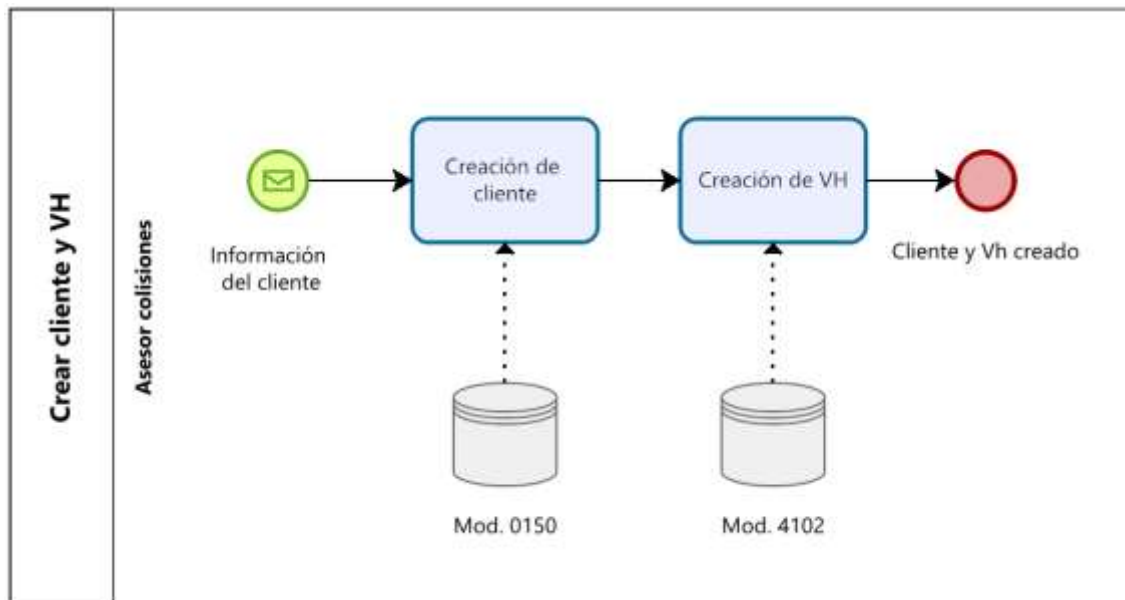 Crear cliente y VH
Asesor colisiones
Información
del cliente
Creación de
cliente
Creación de VH
Cliente y Vh creado
Mod. 0150
Mod. 4102